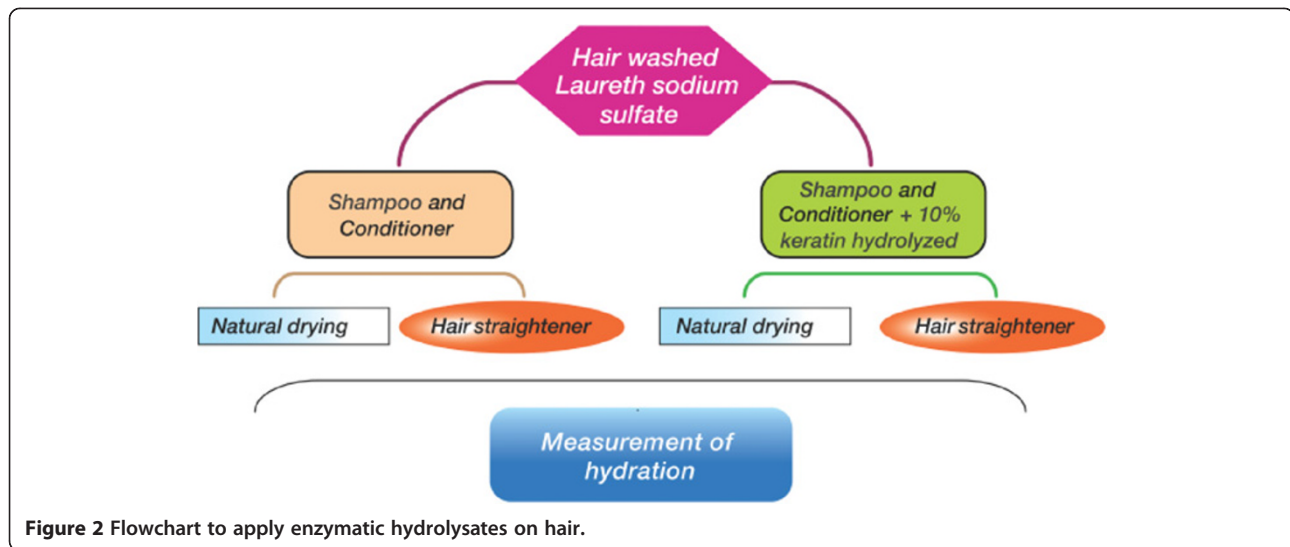 Hair washed
Laureth sodium
sulfate
Shampoo and
Conditioner
Shampoo and
Conditioner + 10%
keratin hydrolyzed
Natural drying
Hair straightener
Natural drying
Hair straightener
Measurement of
hydration
Figure 2 Flowchart to apply enzymatic hydrolysates on hair.